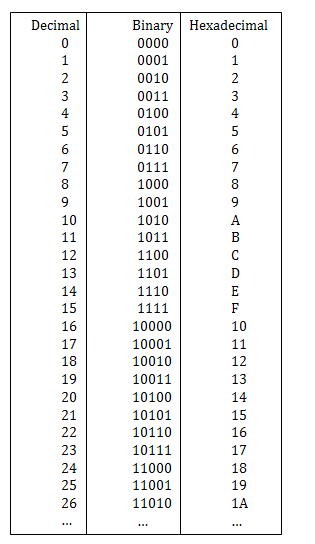 Decimal Binary Hexadecimal
0 0000 0
1 0001 1
2 0010 2
3 0011 3
4 0100 4
5 0101 5
6 0110 6
7 0111 7
8 1000 8
9 1001 9
10 1010 A
11 1011 B
12 1100 C
13 1101 D
14 1110 E
15 1111 F
16 10000 10
17 10001 11
18 10010 12
19 10011 13
20 10100 14
21 10101 15
22 10110 16
23 10111 17
24 11000 18
25 11001 19
26 11010 1A
... ... ...